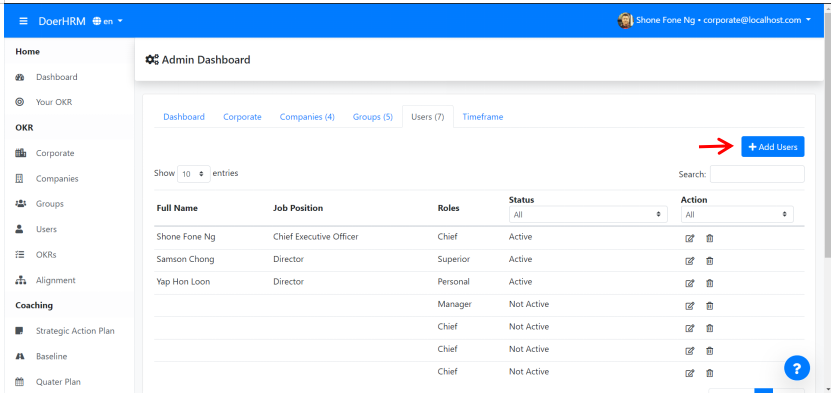 DoerHRM en
Shone Fone Ng • corporate@localhost.com
Home
Dashboard
Your OKR
OKR
Corporate
Companies
Groups
Users
OKRs
Alignment
Coaching
Strategic Action Plan
Baseline
Quater Plan
Admin Dashboard
Dashboard Corporate Companies (4) Groups (5) Users (7) Timeframe
+ Add Users
Show 10 entries Search:
Full Name Job Position Roles Status Action
All All
Shone Fone Ng Chief Executive Officer Chief Active
Samson Chong Director Superior Active
Yap Hon Loon Director Personal Active
Manager Not Active
Chief Not Active
Chief Not Active
Chief Not Active
?